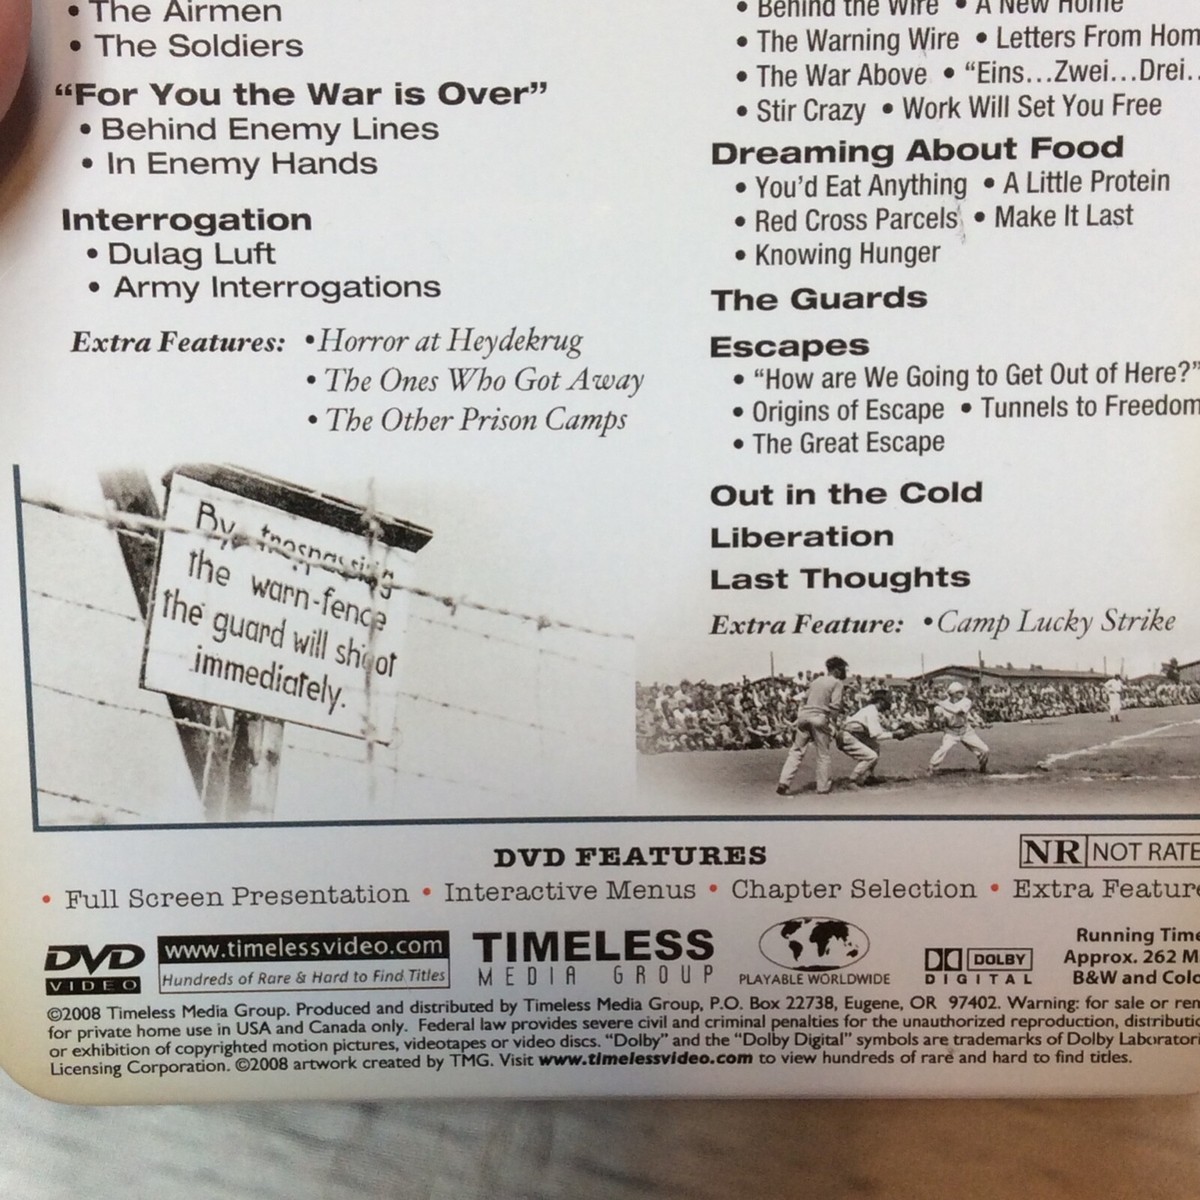 • The Airmen
• The Soldiers
“For You the War is Over”
• Behind Enemy Lines
• In Enemy Hands
Interrogation
• Dulag Luft
• Army Interrogations
Extra Features: • Horror at Heydekrug
• The Ones Who Got Away
• The Other Prison Camps
• Behind the Wire • A New Home
• The Warning Wire • Letters From Hom
• The War Above • “Eins...Zwei...Drei..
• Stir Crazy • Work Will Set You Free
Dreaming About Food
• You’d Eat Anything • A Little Protein
• Red Cross Parcels • Make It Last
• Knowing Hunger
The Guards
Escapes
• “How are We Going to Get Out of Here?”
• Origins of Escape • Tunnels to Freedom
• The Great Escape
Out in the Cold
Liberation
Last Thoughts
Extra Feature: • Camp Lucky Strike
By trespassing
the warn-fence
the guard will shoot
immediately.
DVD FEATURES
NR NOT RATE
• Full Screen Presentation • Interactive Menus • Chapter Selection • Extra Feature
DVD VIDEO
www.timelessvideo.com
Hundreds of Rare & Hard to Find Titles
TIMELESS
MEDIA GROUP
PLAYABLE WORLDWIDE
DOLBY
DIGITAL
Running Time
Approx. 262 M
B&W and Colo
©2008 Timeless Media Group. Produced and distributed by Timeless Media Group, P.O. Box 22738, Eugene, OR 97402. Warning: for sale or ren
for private home use in USA and Canada only. Federal law provides severe civil and criminal penalties for the unauthorized reproduction, distributio
or exhibition of copyrighted motion pictures, videotapes or video discs. “Dolby” and the “Dolby Digital” symbols are trademarks of Dolby Laboratori
Licensing Corporation. ©2008 artwork created by TMG. Visit www.timelessvideo.com to view hundreds of rare and hard to find titles.